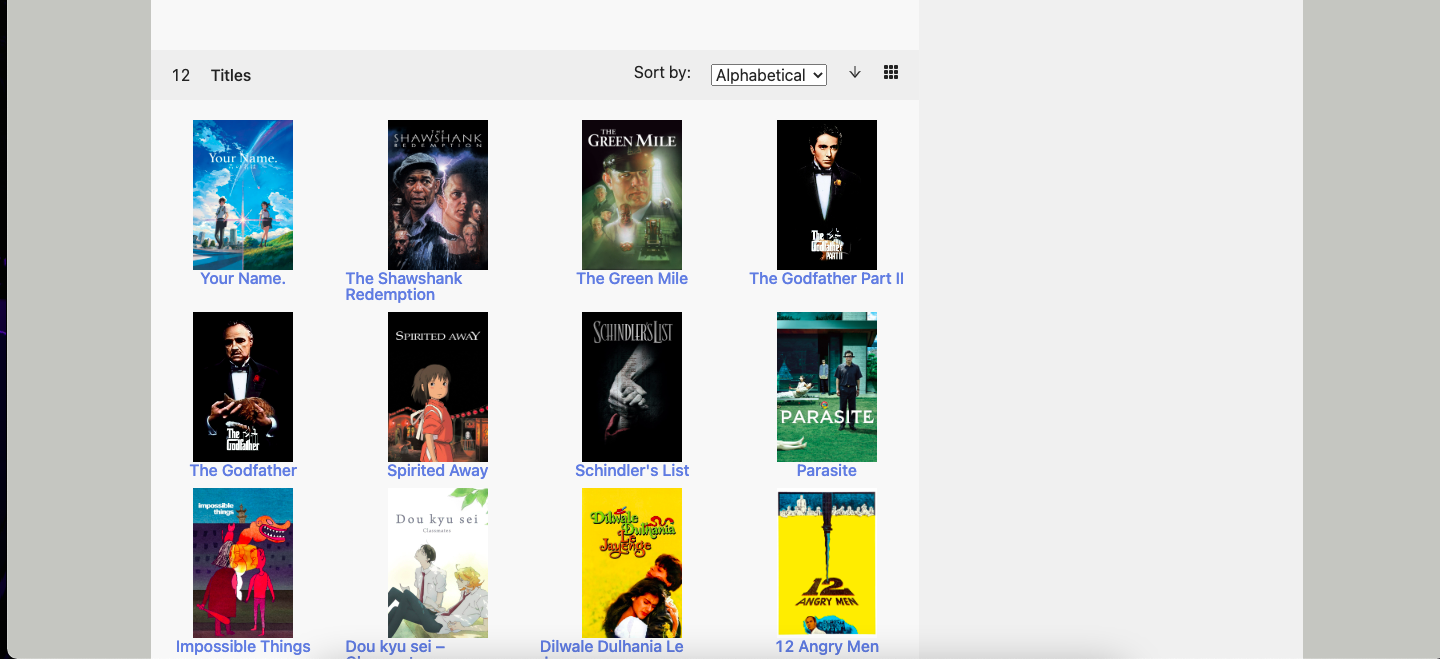 12 Titles Sort by: Alphabetical
Your Name.
THE
SHAWSHANK
REDEMPTION
THE
GREEN MILE
The
Godfather
PART II
Your Name.
The Shawshank
Redemption
The Green Mile
The Godfather Part II
The
Godfather
SPIRITED AWAY
SCHINDLER'S LIST
PARASITE
The Godfather
Spirited Away
Schindler's List
Parasite
impossible
things
Dou kyu sei
Classmates
Dilwale
Dulhania
Le
Jayenge
12
ANGRY MEN
Impossible Things
Dou kyu sei –
Dilwale Dulhania Le
12 Angry Men